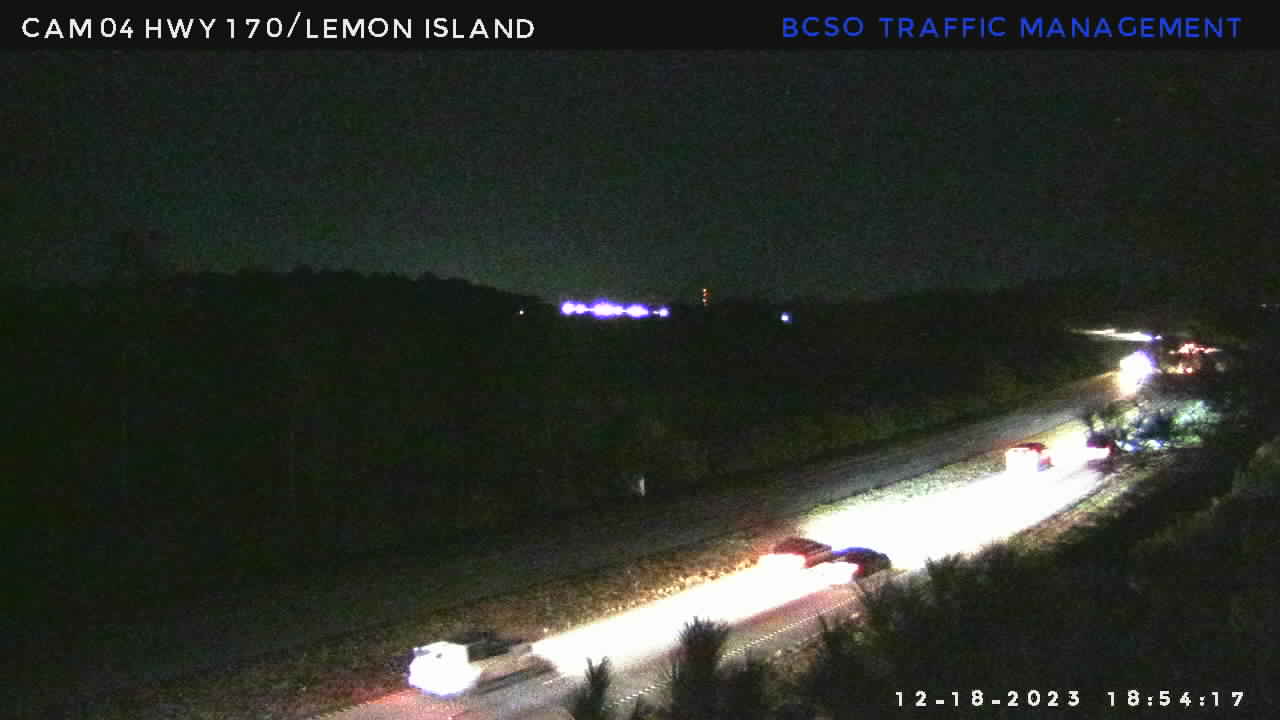 CAM04 HWY 170/LEMON ISLAND
BCSO TRAFFIC MANAGEMENT
12-18-2023 18:54:17